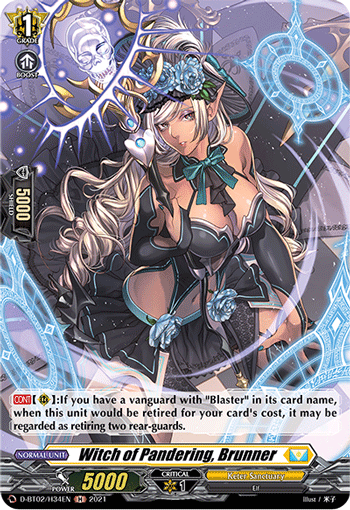 1
GRADE
BOOST
5000
SHIELD
CONT【 】:If you have a vanguard with "Blaster" in its card name,
when this unit would be retired for your card's cost, it may be
regarded as retiring two rear-guards.
NORMAL UNIT
Witch of Pandering, Brunner
Keter Sanctuary
POWER 5000
CRITICAL
1
Elf
D-BT02/H34EN H 2021
Illust / 米子